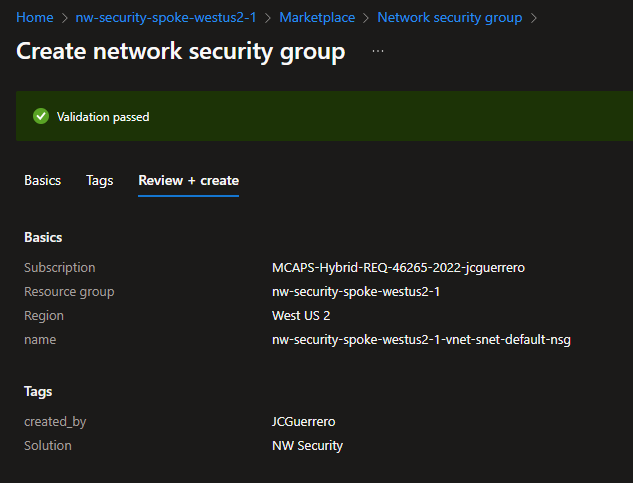 Home > nw-security-spoke-westus2-1 > Marketplace > Network security group >
Create network security group ...
Validation passed
Basics Tags Review + create
Basics
Subscription MCAPS-Hybrid-REQ-46265-2022-jcguerrero
Resource group nw-security-spoke-westus2-1
Region West US 2
name nw-security-spoke-westus2-1-vnet-snet-default-nsg
Tags
created_by JCGuerrero
Solution NW Security